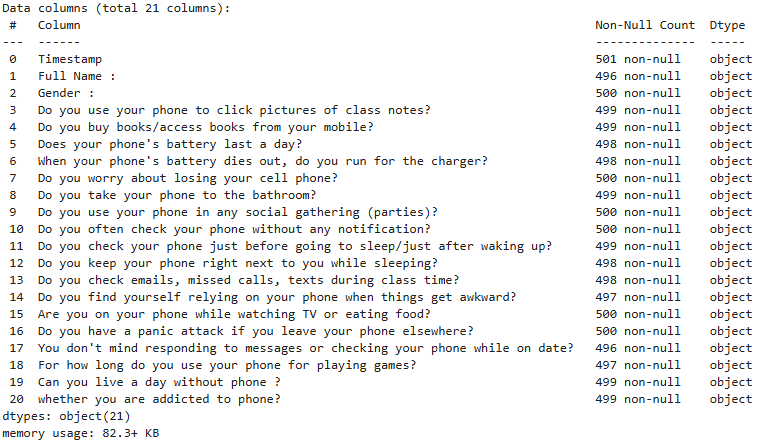 Data columns (total 21 columns):
 #   Column                                                                      Non-Null Count  Dtype
---  ------                                                                      --------------  -----
 0   Timestamp                                                                   501 non-null    object
 1   Full Name :                                                                 496 non-null    object
 2   Gender :                                                                    500 non-null    object
 3   Do you use your phone to click pictures of class notes?                     499 non-null    object
 4   Do you buy books/access books from your mobile?                             499 non-null    object
 5   Does your phone's battery last a day?                                       498 non-null    object
 6   When your phone's battery dies out, do you run for the charger?             498 non-null    object
 7   Do you worry about losing your cell phone?                                  500 non-null    object
 8   Do you take your phone to the bathroom?                                     499 non-null    object
 9   Do you use your phone in any social gathering (parties)?                    500 non-null    object
 10  Do you often check your phone without any notification?                     500 non-null    object
 11  Do you check your phone just before going to sleep/just after waking up?    499 non-null    object
 12  Do you keep your phone right next to you while sleeping?                    498 non-null    object
 13  Do you check emails, missed calls, texts during class time?                 498 non-null    object
 14  Do you find yourself relying on your phone when things get awkward?         497 non-null    object
 15  Are you on your phone while watching TV or eating food?                     500 non-null    object
 16  Do you have a panic attack if you leave your phone elsewhere?               500 non-null    object
 17  You don't mind responding to messages or checking your phone while on date? 496 non-null    object
 18  For how long do you use your phone for playing games?                       497 non-null    object
 19  Can you live a day without phone ?                                          499 non-null    object
 20  whether you are addicted to phone?                                          499 non-null    object
dtypes: object(21)
memory usage: 82.3+ KB